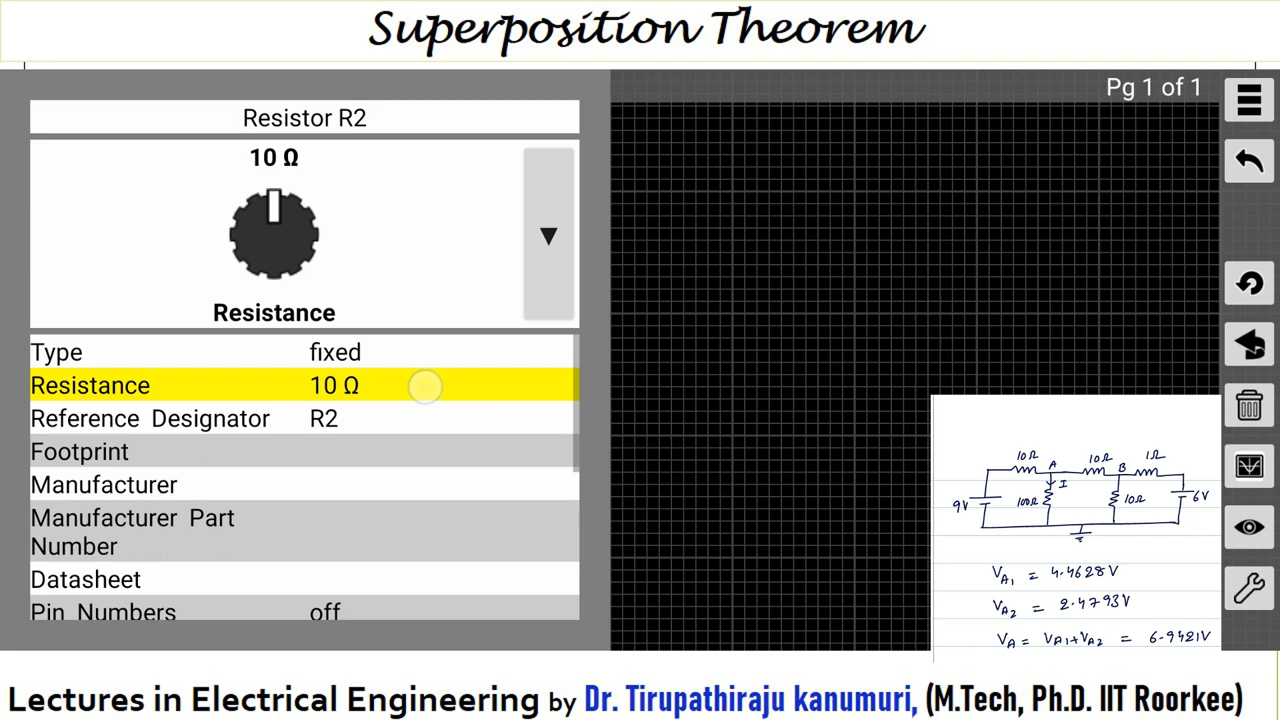 Superposition Theorem
Pg 1 of 1
Resistor R2
10 Ω
Resistance
Type fixed
Resistance 10 Ω
Reference Designator R2
Footprint
Manufacturer
Manufacturer Part
Number
Datasheet
Pin Numbers off
10Ω A 10Ω B 1Ω
I
9V 100Ω 10Ω 6V
VA1 = 4.4628V
VA2 = 2.4793V
VA = VA1+VA2 = 6.9421V
Lectures in Electrical Engineering by Dr. Tirupathiraju kanumuri, (M.Tech, Ph.D. IIT Roorkee)